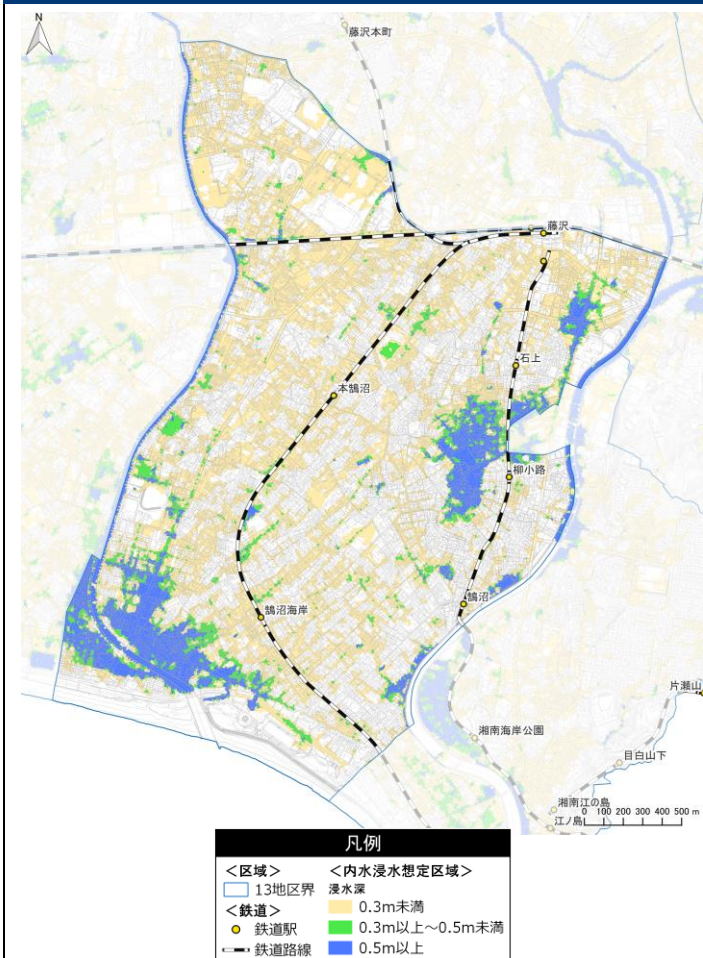 N
藤沢本町
藤沢
石上
本鵠沼
柳小路
鵠沼
鵠沼海岸
片瀬山
湘南海岸公園
目白山下
湘南江の島
江ノ島
0 100 200 300 400 500 m
凡例
<区域>
13地区界
<鉄道>
鉄道駅
鉄道路線
<内水浸水想定区域>
浸水深
0.3m未満
0.3m以上~0.5m未満
0.5m以上